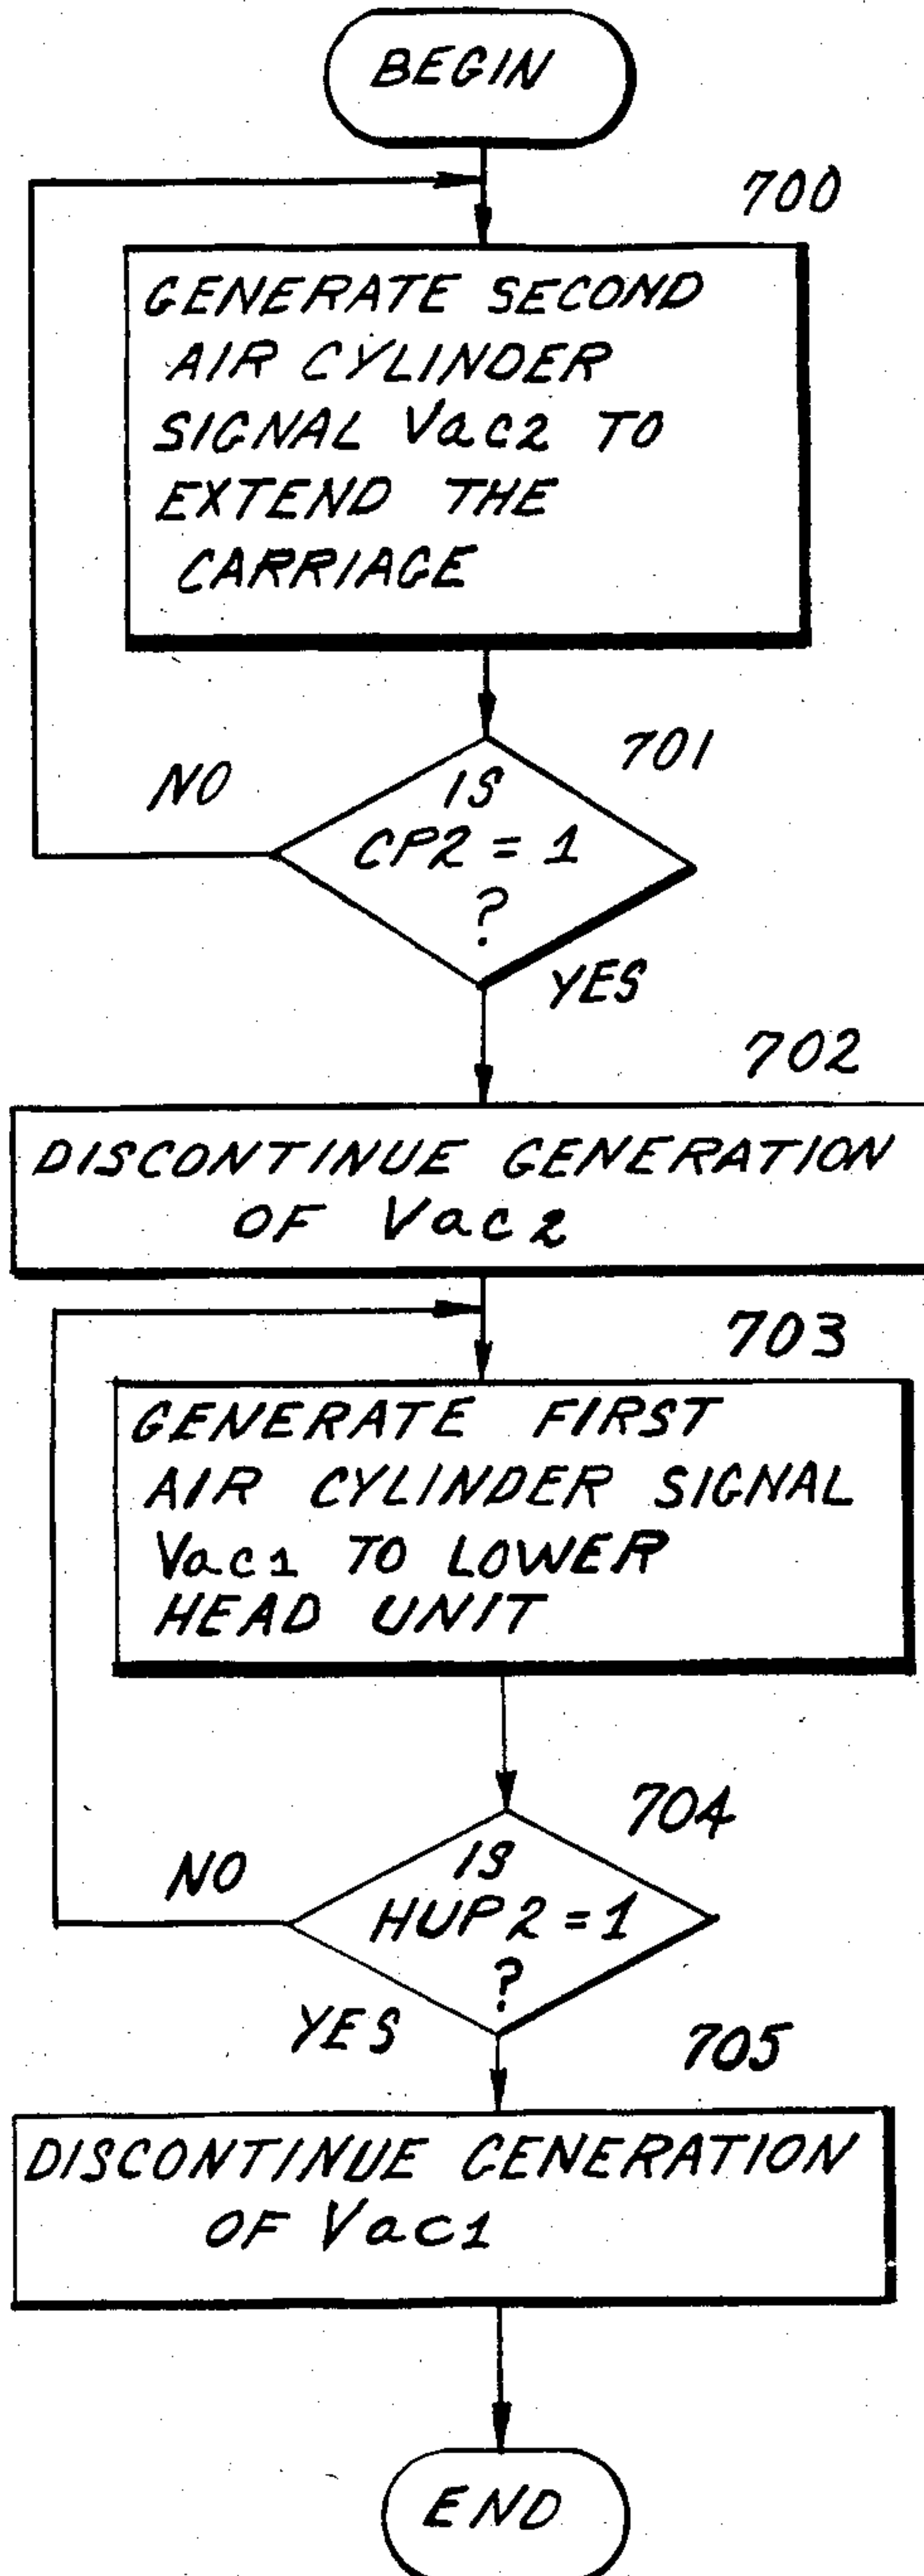 BEGIN
700
GENERATE SECOND
AIR CYLINDER
SIGNAL Vac2 TO
EXTEND THE
CARRIAGE
701
NO
IS
CP2 = 1
?
YES
702
DISCONTINUE GENERATION
OF Vac2
703
GENERATE FIRST
AIR CYLINDER SIGNAL
Vac1 TO LOWER
HEAD UNIT
704
NO
IS
HUP2 = 1
?
YES
705
DISCONTINUE GENERATION
OF Vac1
END